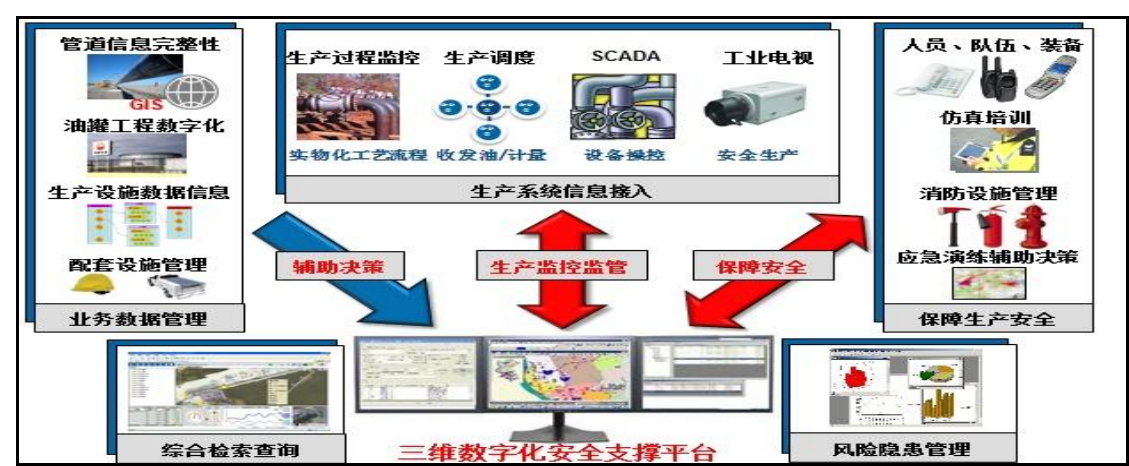 管道信息完整性
GIS
油罐工程数字化
生产设施数据信息
配套设施管理
业务数据管理
生产过程监控
生产调度
SCADA
工业电视
实物化工艺流程
收发油/计量
设备操控
安全生产
生产系统信息接入
人员、队伍、装备
仿真培训
消防设施管理
应急演练辅助决策
保障生产安全
辅助决策
生产监控监管
保障安全
综合检索查询
三维数字化安全支撑平台
风险隐患管理